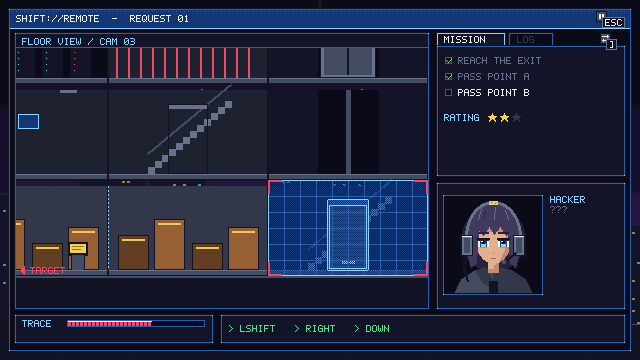 SHIFT://REMOTE - REQUEST 01
ESC
FLOOR VIEW / CAM 03
TARGET
MISSION
LOG
REACH THE EXIT
PASS POINT A
PASS POINT B
RATING
HACKER
???
TRACE
> LSHIFT > RIGHT > DOWN